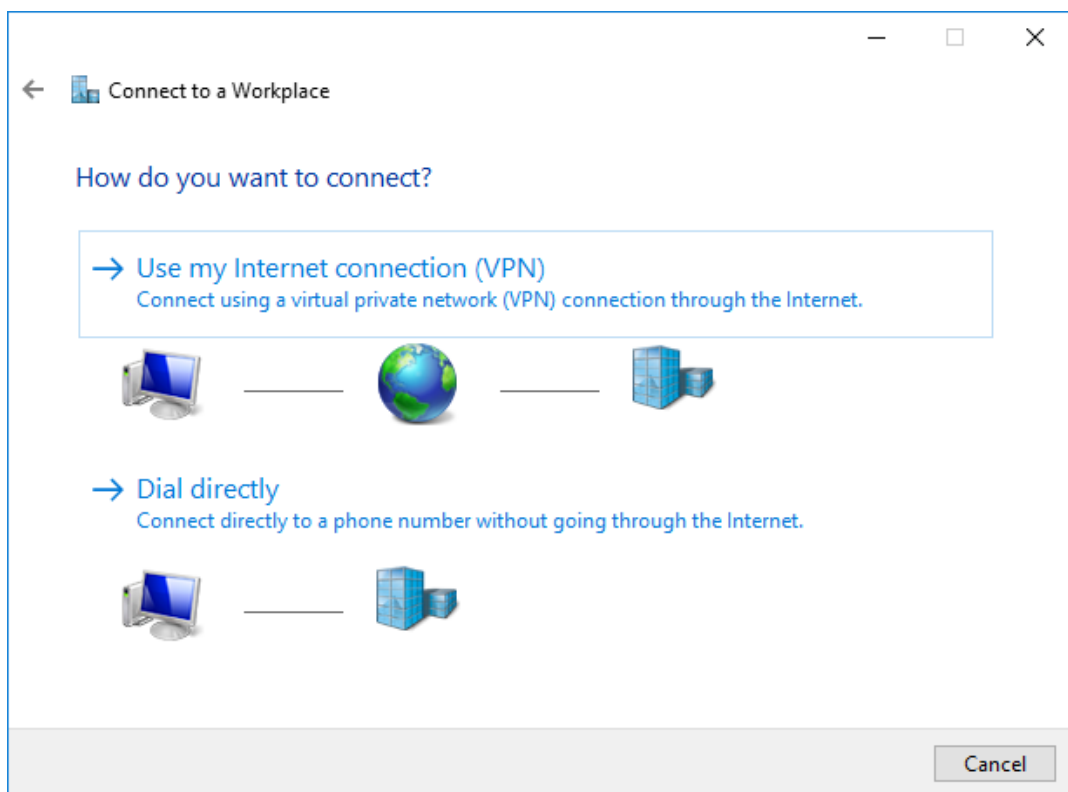 Connect to a Workplace
How do you want to connect?
Use my Internet connection (VPN)
Connect using a virtual private network (VPN) connection through the Internet.
Dial directly
Connect directly to a phone number without going through the Internet.
Cancel